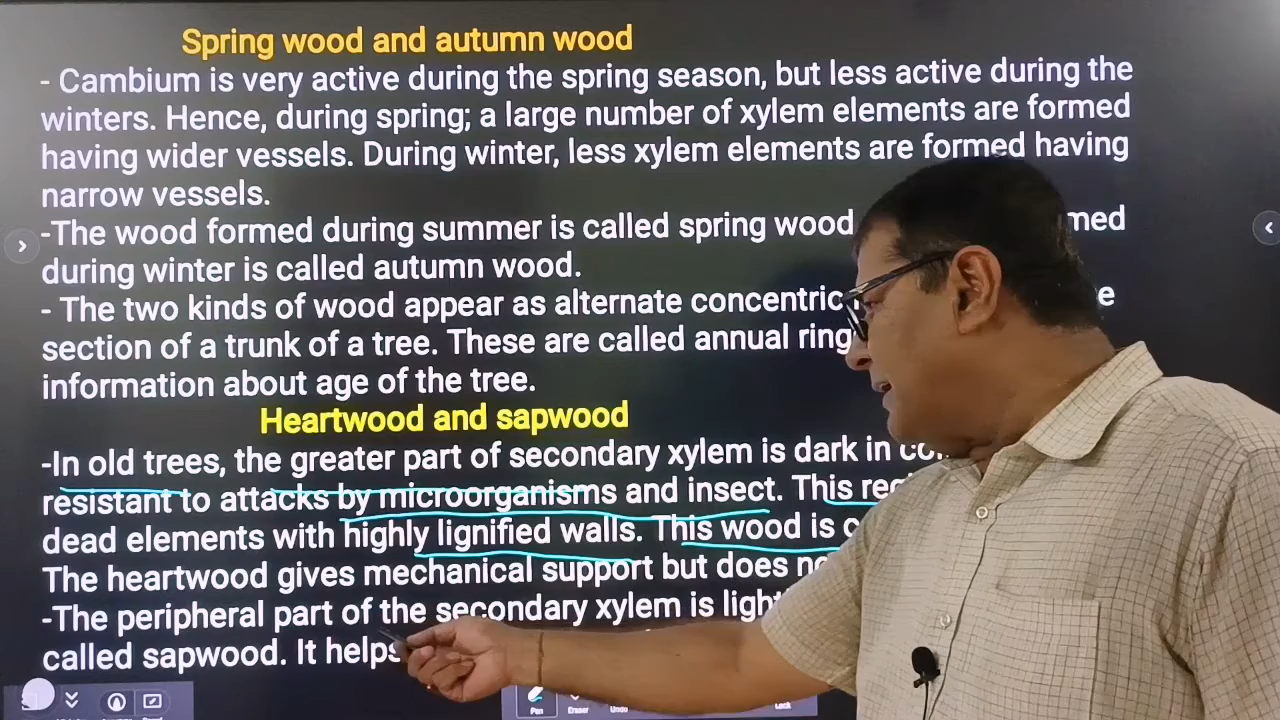 Spring wood and autumn wood
- Cambium is very active during the spring season, but less active during the
winters. Hence, during spring; a large number of xylem elements are formed
having wider vessels. During winter, less xylem elements are formed having
narrow vessels.
-The wood formed during summer is called spring wood
during winter is called autumn wood.
- The two kinds of wood appear as alternate concentric
section of a trunk of a tree. These are called annual ring
information about age of the tree.
Heartwood and sapwood
-In old trees, the greater part of secondary xylem is dark in
resistant to attacks by microorganisms and insect. This
dead elements with highly lignified walls. This wood is
The heartwood gives mechanical support but does
-The peripheral part of the secondary xylem is
called sapwood. It helps
Pen Eraser Undo Lock